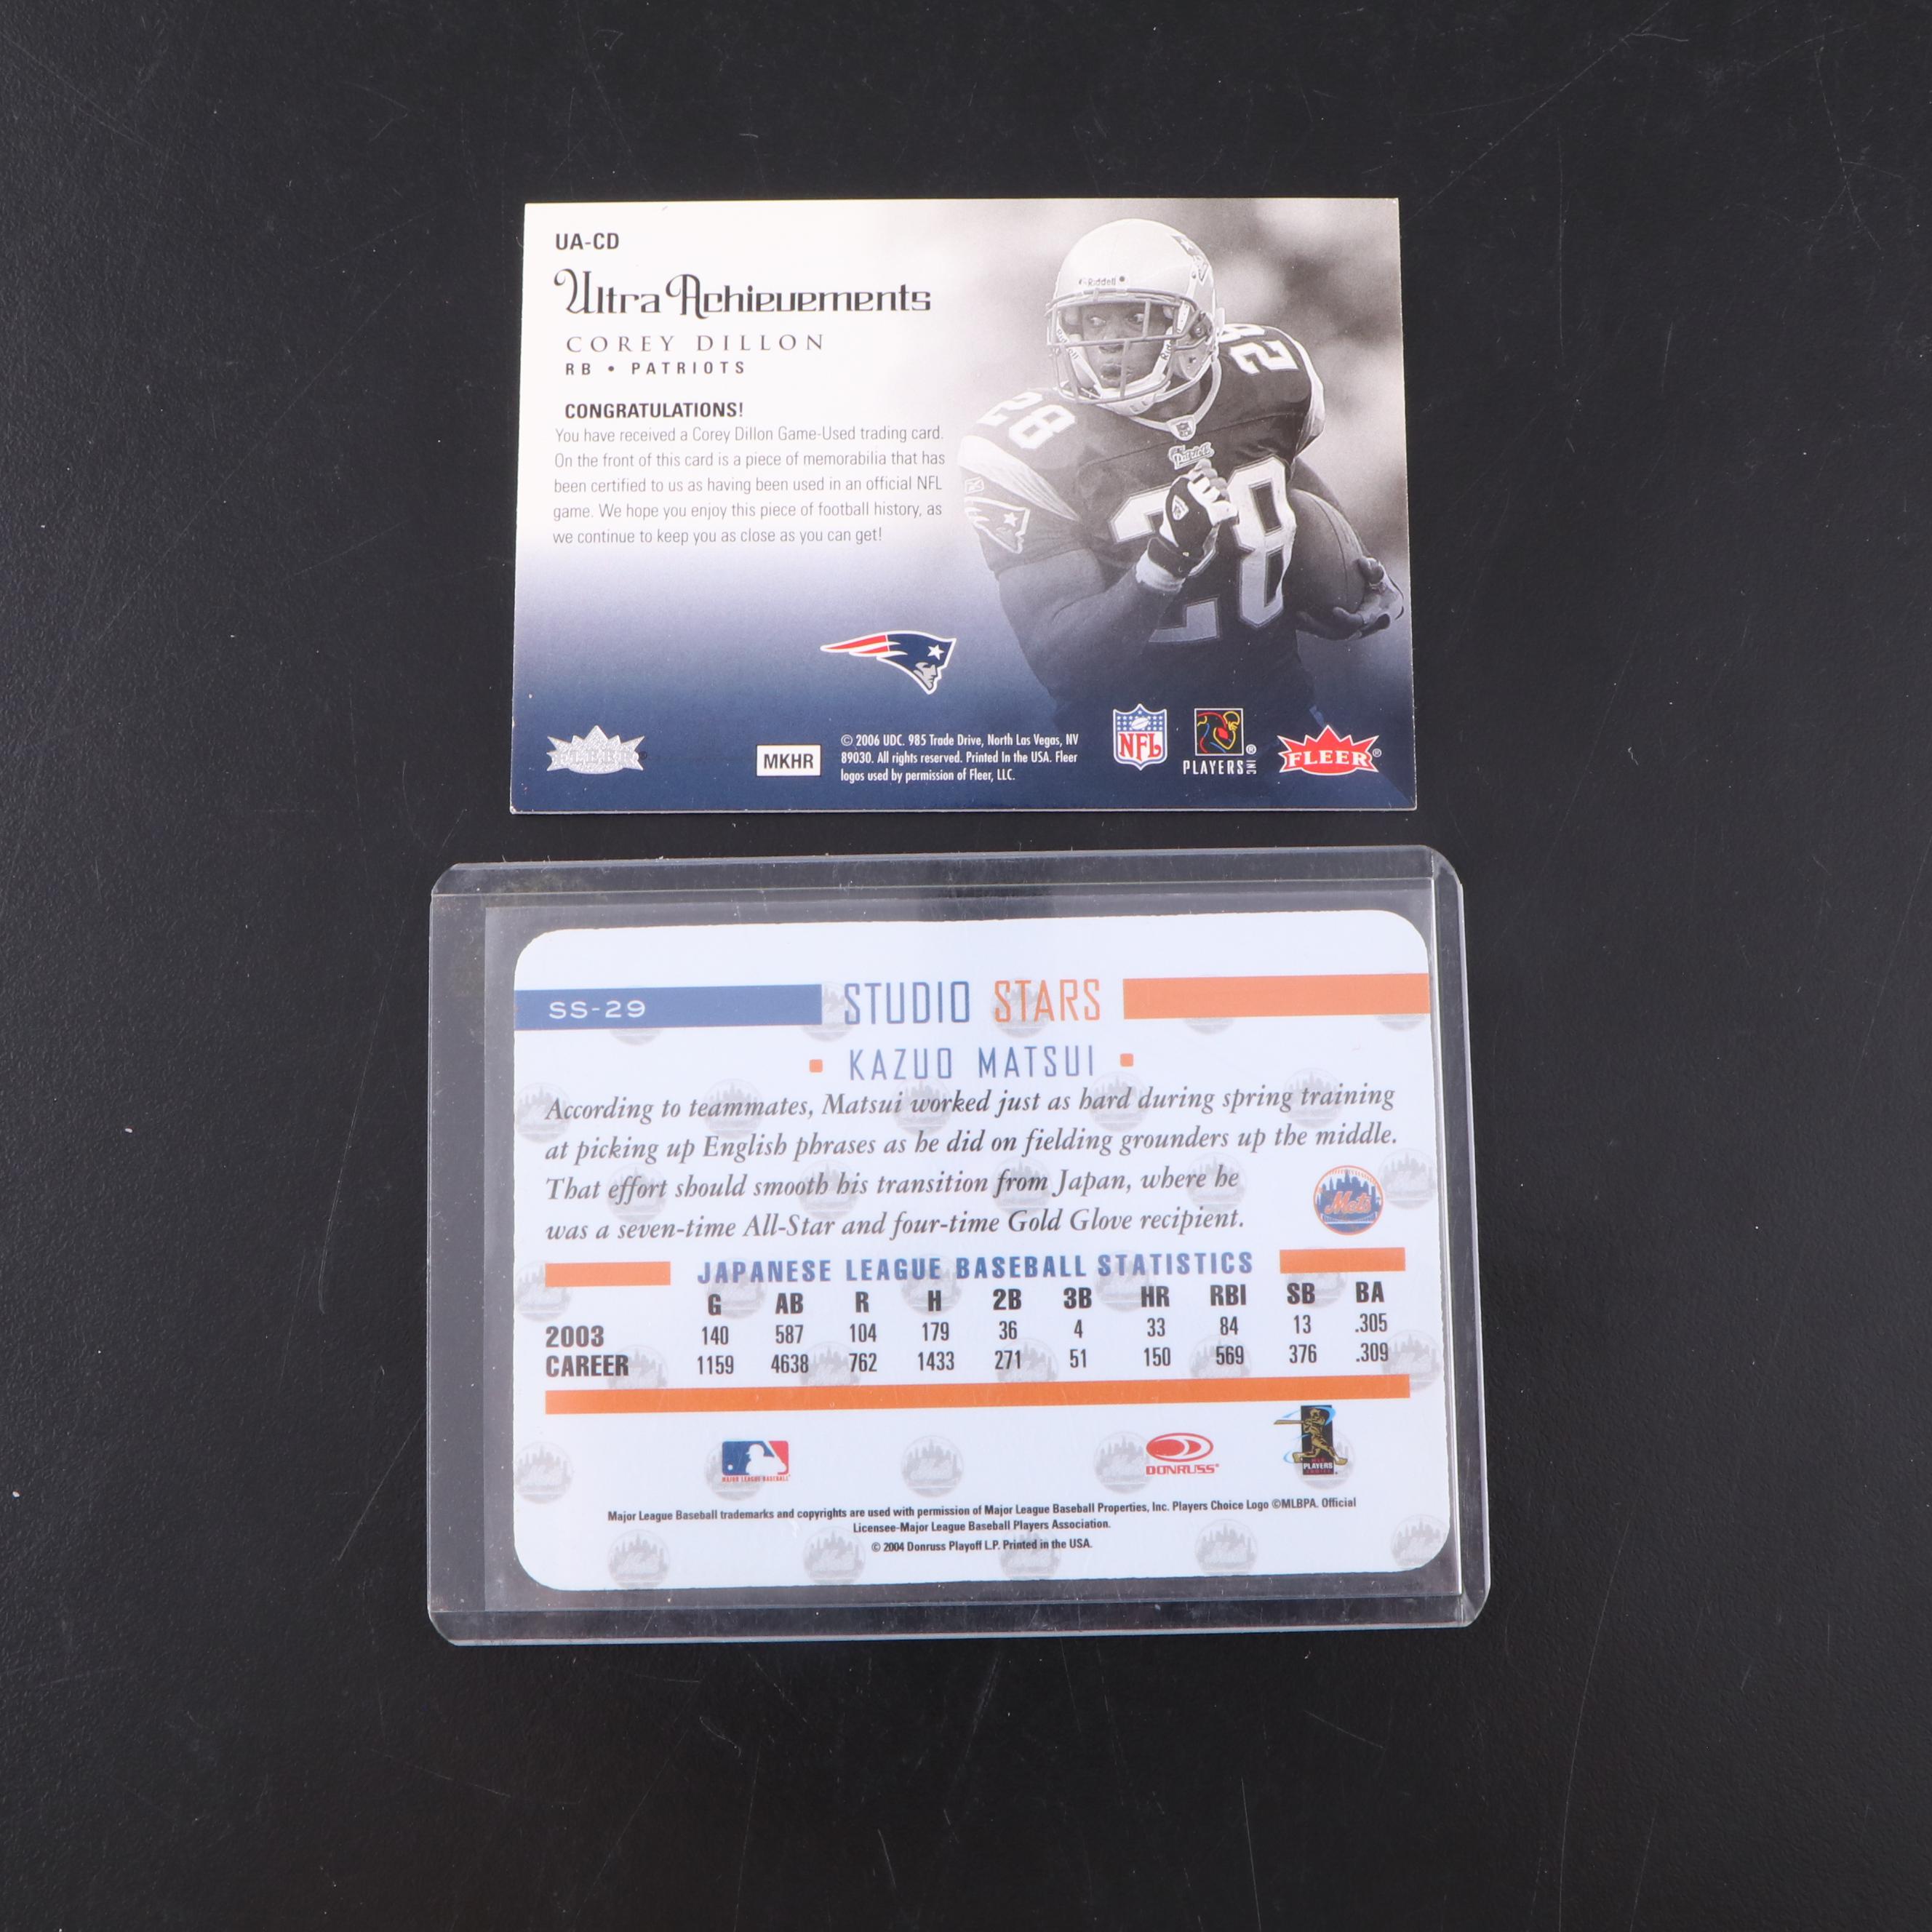 UA-CD
Ultra Achievements
COREY DILLON
RB • PATRIOTS
CONGRATULATIONS!
You have received a Corey Dillon Game-Used trading card.
On the front of this card is a piece of memorabilia that has
been certified to us as having been used in an official NFL
game. We hope you enjoy this piece of football history, as
we continue to keep you as close as you can get!
Riddell
28
28
Patriots
28
FLEER
MKHR
© 2006 UDC. 985 Trade Drive, North Las Vegas, NV
89030. All rights reserved. Printed In the USA. Fleer
logos used by permission of Fleer, LLC.
NFL
PLAYERS INC ®
FLEER ®
SS-29
STUDIO STARS
▪ KAZUO MATSUI ▪
According to teammates, Matsui worked just as hard during spring training
at picking up English phrases as he did on fielding grounders up the middle.
That effort should smooth his transition from Japan, where he
was a seven-time All-Star and four-time Gold Glove recipient.
Mets
JAPANESE LEAGUE BASEBALL STATISTICS
G AB R H 2B 3B HR RBI SB BA
2003 140 587 104 179 36 4 33 84 13 .305
CAREER 1159 4638 762 1433 271 51 150 569 376 .309
MAJOR LEAGUE BASEBALL
DONRUSS®
PLAYERS
CHOICE
Major League Baseball trademarks and copyrights are used with permission of Major League Baseball Properties, Inc. Players Choice Logo ©MLBPA. Official
Licensee-Major League Baseball Players Association.
© 2004 Donruss Playoff L.P. Printed in the USA.